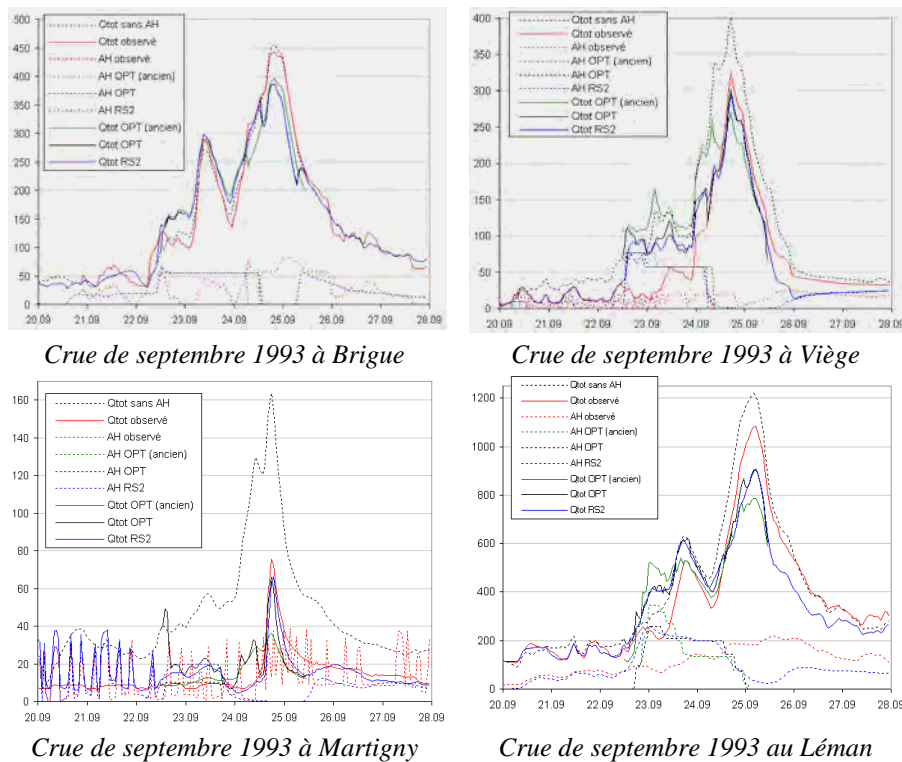 500
450
400
350
300
250
200
150
100
50
0
Qtot sans AH
Qtot observé
AH observé
AH OPT (ancien)
AH OPT
AH RS2
Qtot OPT (ancien)
Qtot OPT
Qtot RS2
20.09 21.09 22.09 23.09 24.09 25.09 26.09 27.09 28.09
Crue de septembre 1993 à Brigue
400
350
300
250
200
150
100
50
0
Qtot sans AH
Qtot observé
AH observé
AH OPT (ancien)
AH OPT
AH RS2
Qtot OPT (ancien)
Qtot OPT
Qtot RS2
20.09 21.09 22.09 23.09 24.09 25.09 26.09 27.09 28.09
Crue de septembre 1993 à Viège
160
140
120
100
80
60
40
20
0
Qtot sans AH
Qtot observé
AH observé
AH OPT (ancien)
AH OPT
AH RS2
Qtot OPT (ancien)
Qtot OPT
Qtot RS2
20.09 21.09 22.09 23.09 24.09 25.09 26.09 27.09 28.09
Crue de septembre 1993 à Martigny
1200
1000
800
600
400
200
0
Qtot sans AH
Qtot observé
AH observé
AH OPT (ancien)
AH OPT
AH RS2
Qtot OPT (ancien)
Qtot OPT
Qtot RS2
20.09 21.09 22.09 23.09 24.09 25.09 26.09 27.09 28.09
Crue de septembre 1993 au Léman